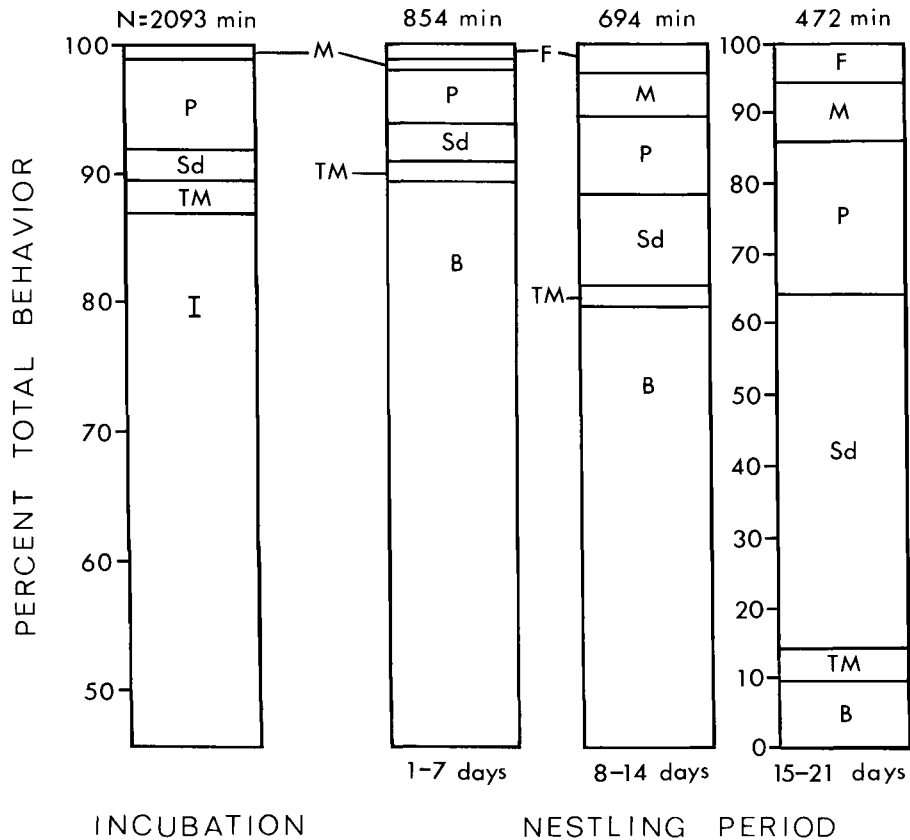 N=2093 min 854 min 694 min 472 min
100 M F 100
P P M F
Sd Sd P M
90 TM TM 90
I B Sd P
80 TM 80
70 B 70
60 Sd 60
50 50
40
30
20
TM
10
B
0
PERCENT TOTAL BEHAVIOR
1-7 days 8-14 days 15-21 days
INCUBATION NESTLING PERIOD